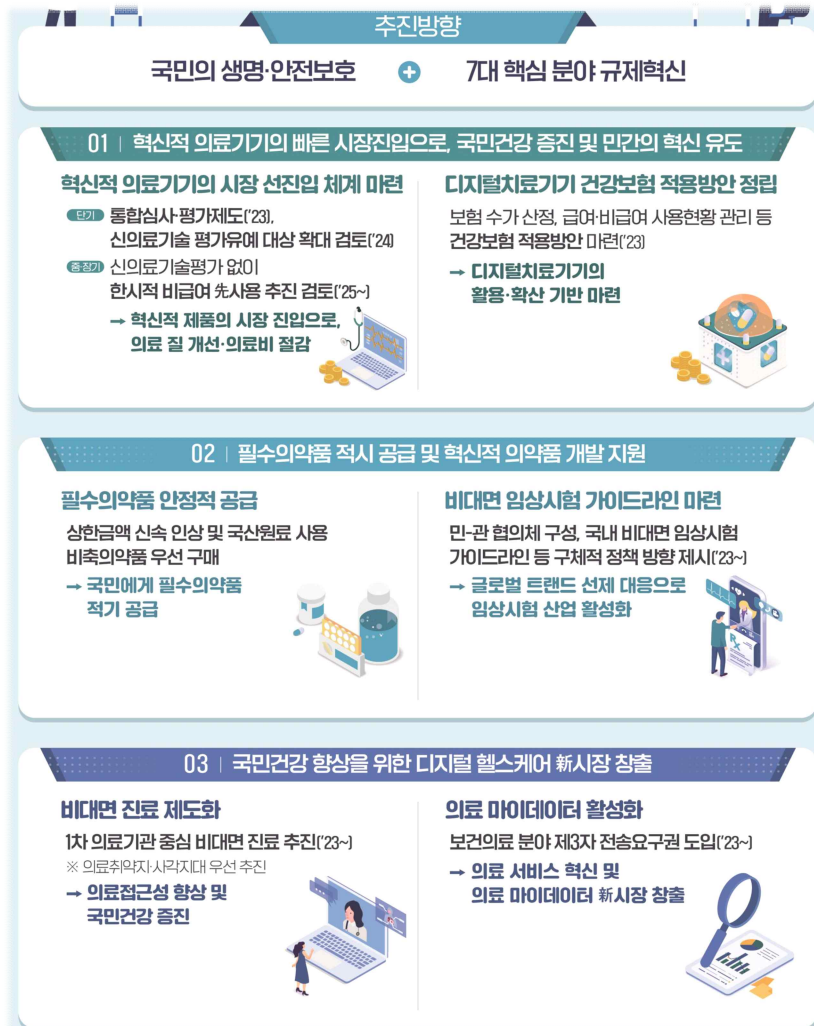 추진방향
국민의 생명·안전보호 + 7대 핵심 분야 규제혁신
01 | 혁신적 의료기기의 빠른 시장진입으로, 국민건강 증진 및 민간의 혁신 유도
혁신적 의료기기의 시장 선진입 체계 마련
단기 통합심사·평가제도('23),
신의료기술 평가유예 대상 확대 검토('24)
중·장기 신의료기술평가 없이
한시적 비급여 先사용 추진 검토('25~)
→ 혁신적 제품의 시장 진입으로,
의료 질 개선·의료비 절감
디지털치료기기 건강보험 적용방안 정립
보험 수가 산정, 급여·비급여 사용현황 관리 등
건강보험 적용방안 마련('23)
→ 디지털치료기기의
활용·확산 기반 마련
02 | 필수의약품 적시 공급 및 혁신적 의약품 개발 지원
필수의약품 안정적 공급
상한금액 신속 인상 및 국산원료 사용
비축의약품 우선 구매
→ 국민에게 필수의약품
적기 공급
비대면 임상시험 가이드라인 마련
민-관 협의체 구성, 국내 비대면 임상시험
가이드라인 등 구체적 정책 방향 제시('23~)
→ 글로벌 트랜드 선제 대응으로
임상시험 산업 활성화
Rx
03 | 국민건강 향상을 위한 디지털 헬스케어 新시장 창출
비대면 진료 제도화
1차 의료기관 중심 비대면 진료 추진('23~)
※ 의료취약지·사각지대 우선 추진
→ 의료접근성 향상 및
국민건강 증진
의료 마이데이터 활성화
보건의료 분야 제3자 전송요구권 도입('23~)
→ 의료 서비스 혁신 및
의료 마이데이터 新시장 창출